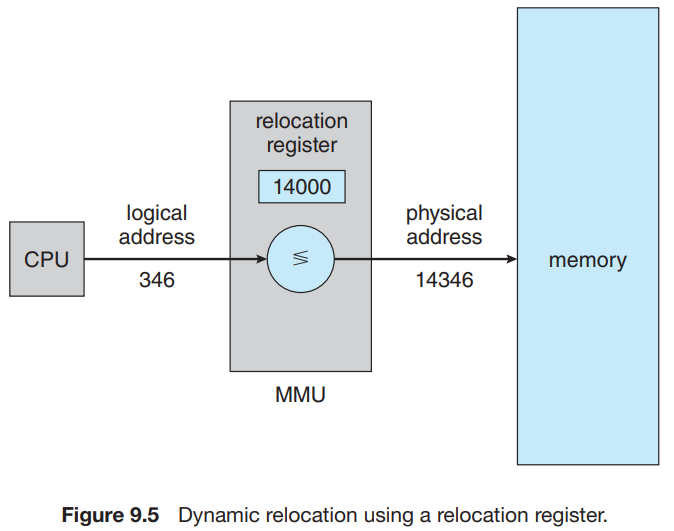 relocation
register
14000
logical
address
physical
address
CPU
≶
memory
346
14346
MMU
Figure 9.5 Dynamic relocation using a relocation register.